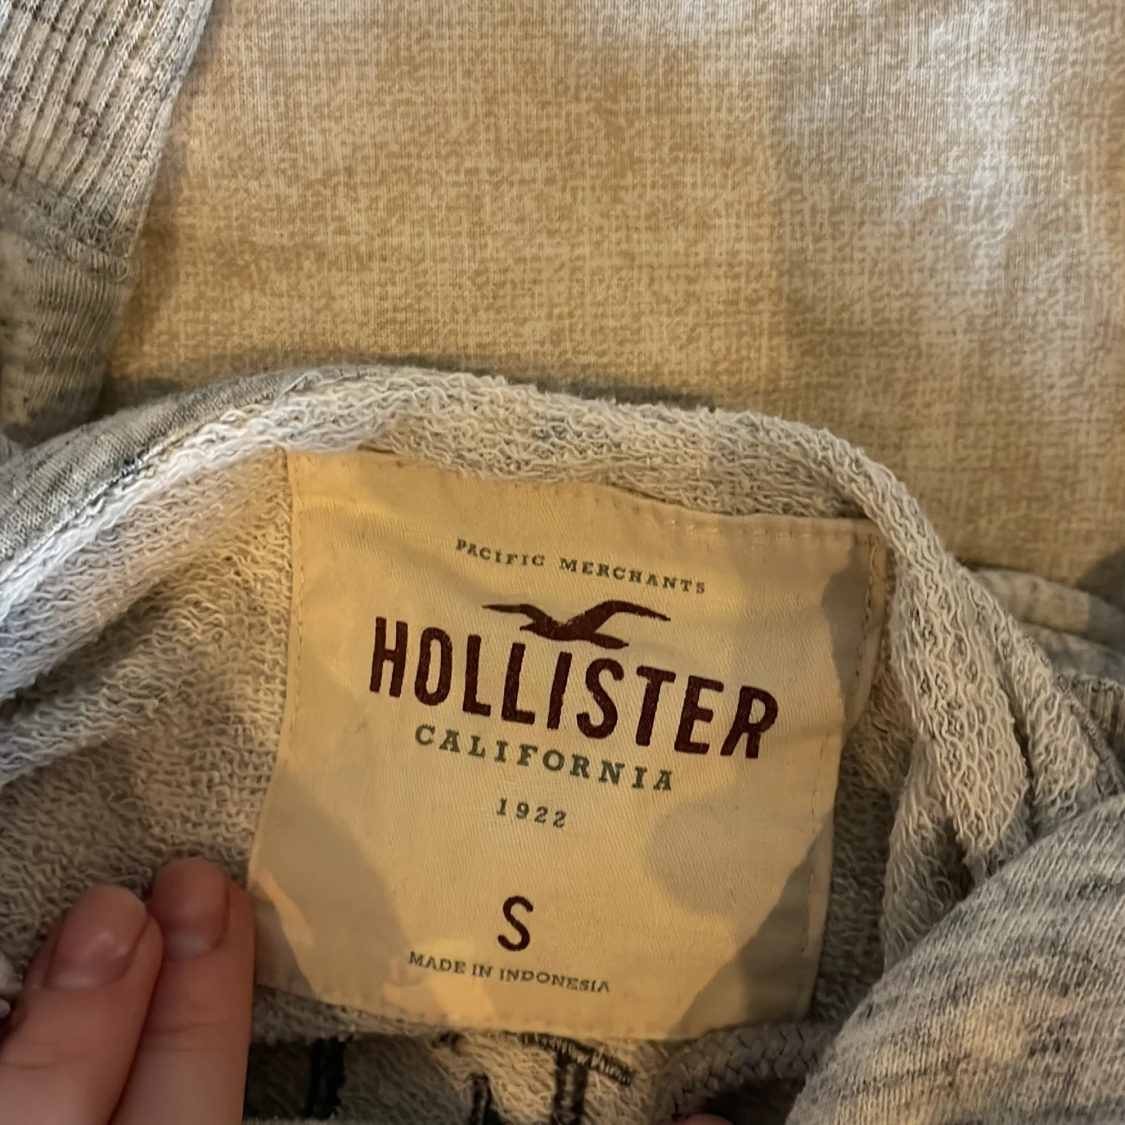 PACIFIC MERCHANTS
HOLLISTER
CALIFORNIA
1922
S
MADE IN INDONESIA